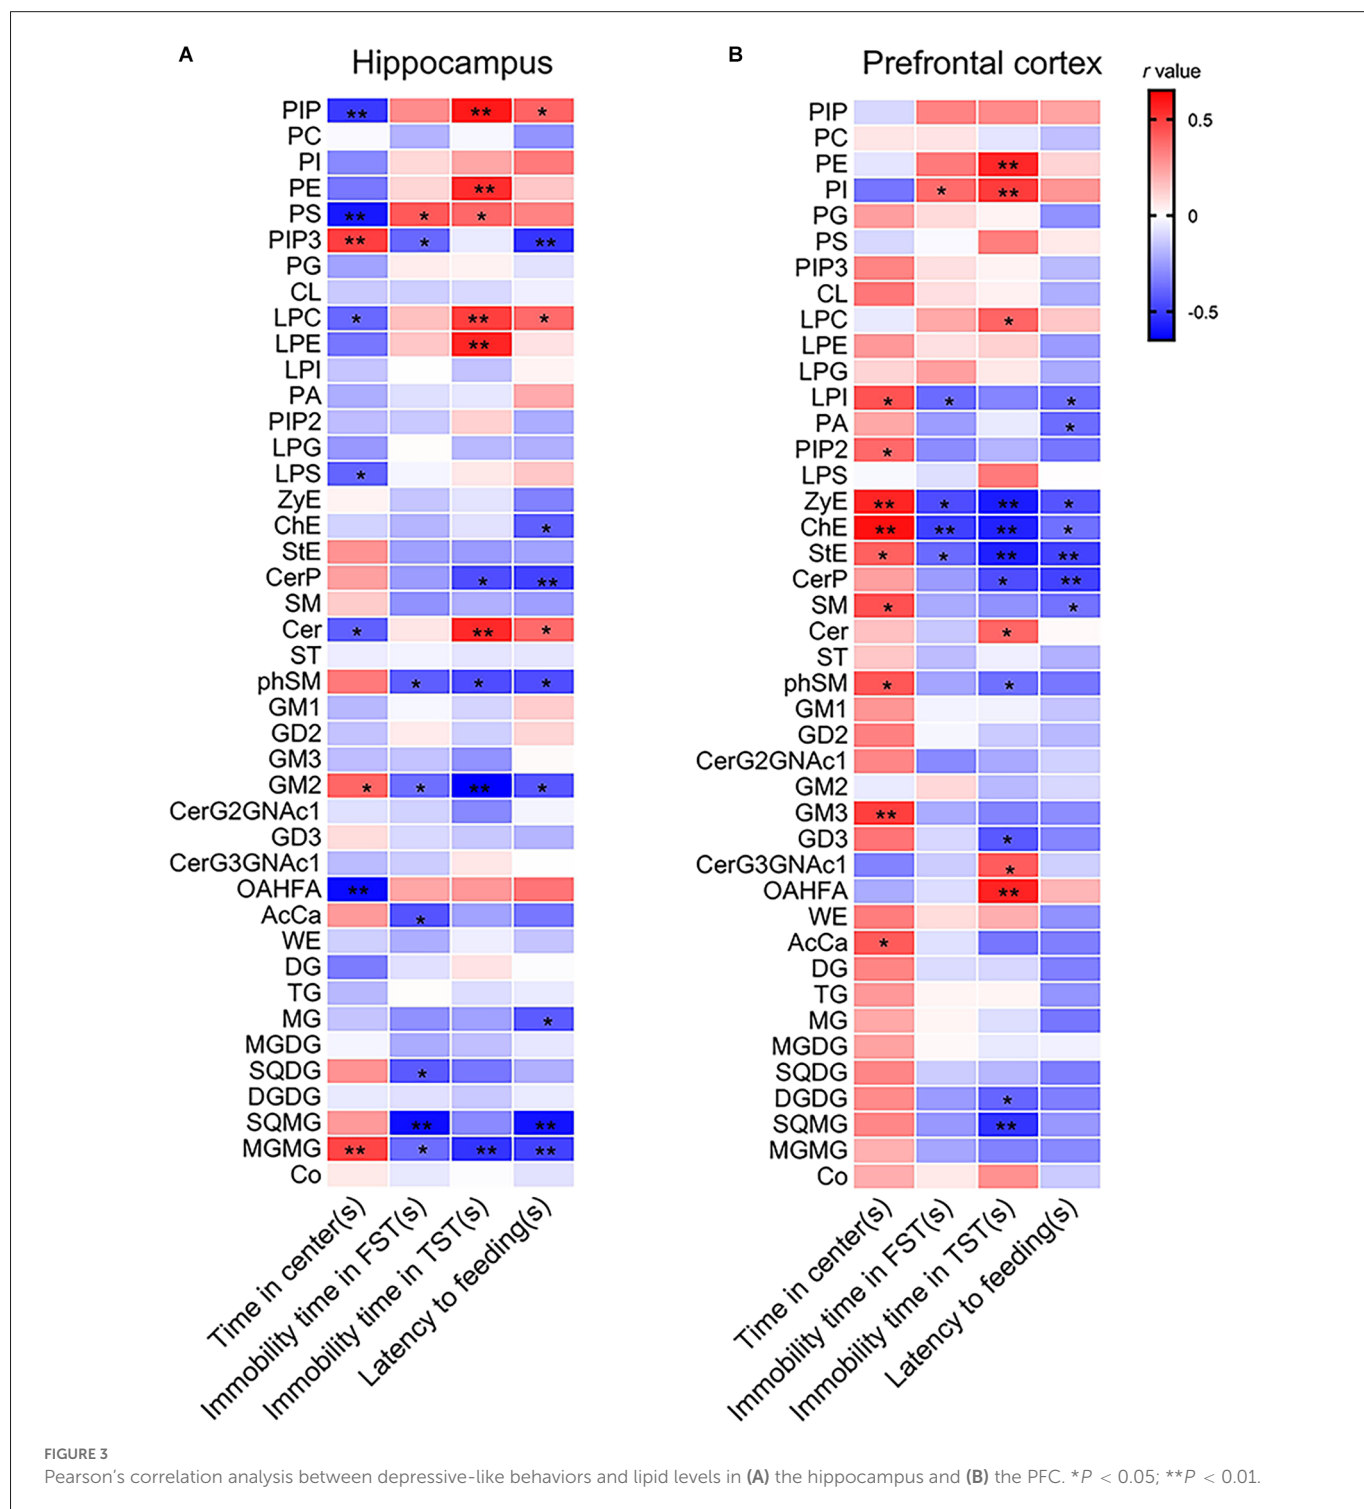 A
Hippocampus
PIP ** ** *
PC
PI
PE **
PS ** * *
PIP3 ** * **
PG
CL
LPC * ** *
LPE **
LPI
PA
PIP2
LPG
LPS *
ZyE
ChE *
StE
CerP * **
SM
Cer * ** *
ST
phSM * * *
GM1
GD2
GM3
GM2 * * ** *
CerG2GNAc1
GD3
CerG3GNAc1
OAHFA **
AcCa *
WE
DG
TG
MG *
MGDG
SQDG *
DGDG
SQMG ** **
MGMG ** * ** **
Co
Time in center(s)
Immobility time in FST(s)
Immobility time in TST(s)
Latency to feeding(s)
B
Prefrontal cortex
PIP
PC
PE **
PI * **
PG
PS
PIP3
CL
LPC *
LPE
LPG
LPI * * *
PA *
PIP2 *
LPS
ZyE ** * ** *
ChE ** ** ** *
StE * * ** **
CerP * **
SM * *
Cer *
ST
phSM * *
GM1
GD2
CerG2GNAc1
GM2
GM3 **
GD3 *
CerG3GNAc1 *
OAHFA **
WE
AcCa *
DG
TG
MG
MGDG
SQDG
DGDG *
SQMG **
MGMG
Co
Time in center(s)
Immobility time in FST(s)
Immobility time in TST(s)
Latency to feeding(s)
r value
0.5
0
-0.5
FIGURE 3
Pearson's correlation analysis between depressive-like behaviors and lipid levels in (A) the hippocampus and (B) the PFC. *P < 0.05; **P < 0.01.